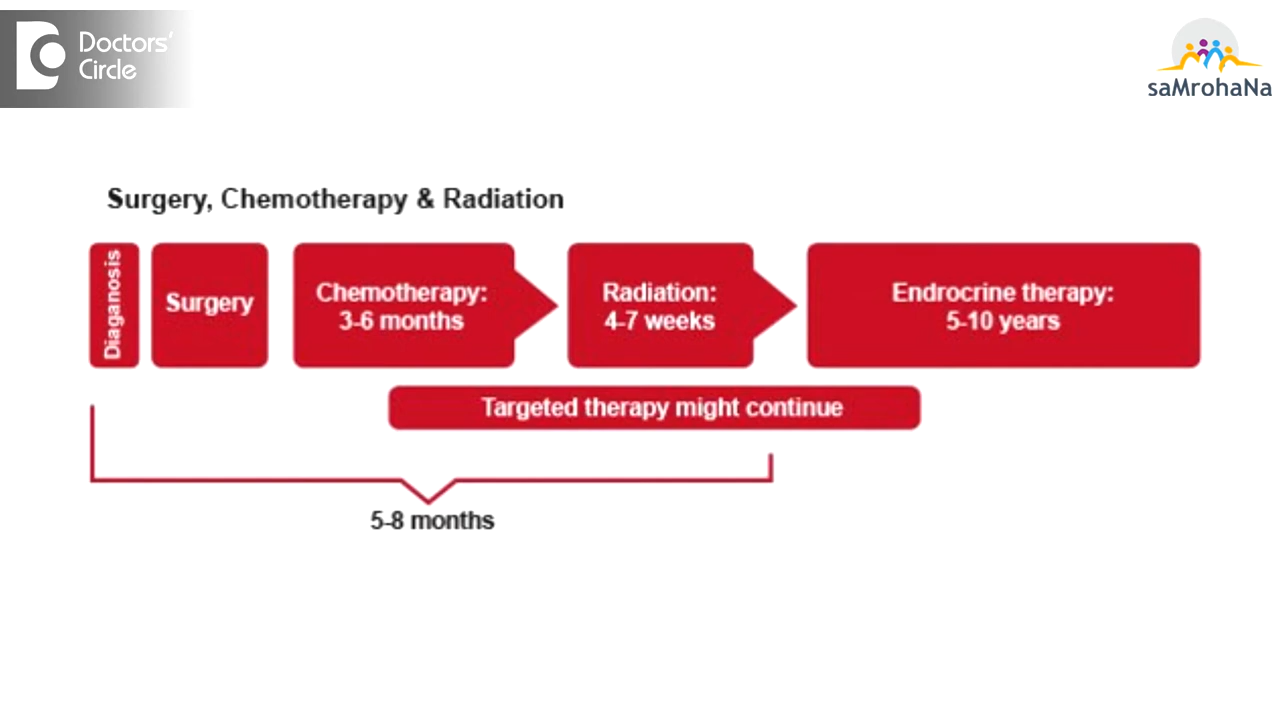 Doctors'
Circle
saMrohaNa
Surgery, Chemotherapy & Radiation
Diaganosis
Surgery
Chemotherapy:
3-6 months
Radiation:
4-7 weeks
Endrocrine therapy:
5-10 years
Targeted therapy might continue
5-8 months